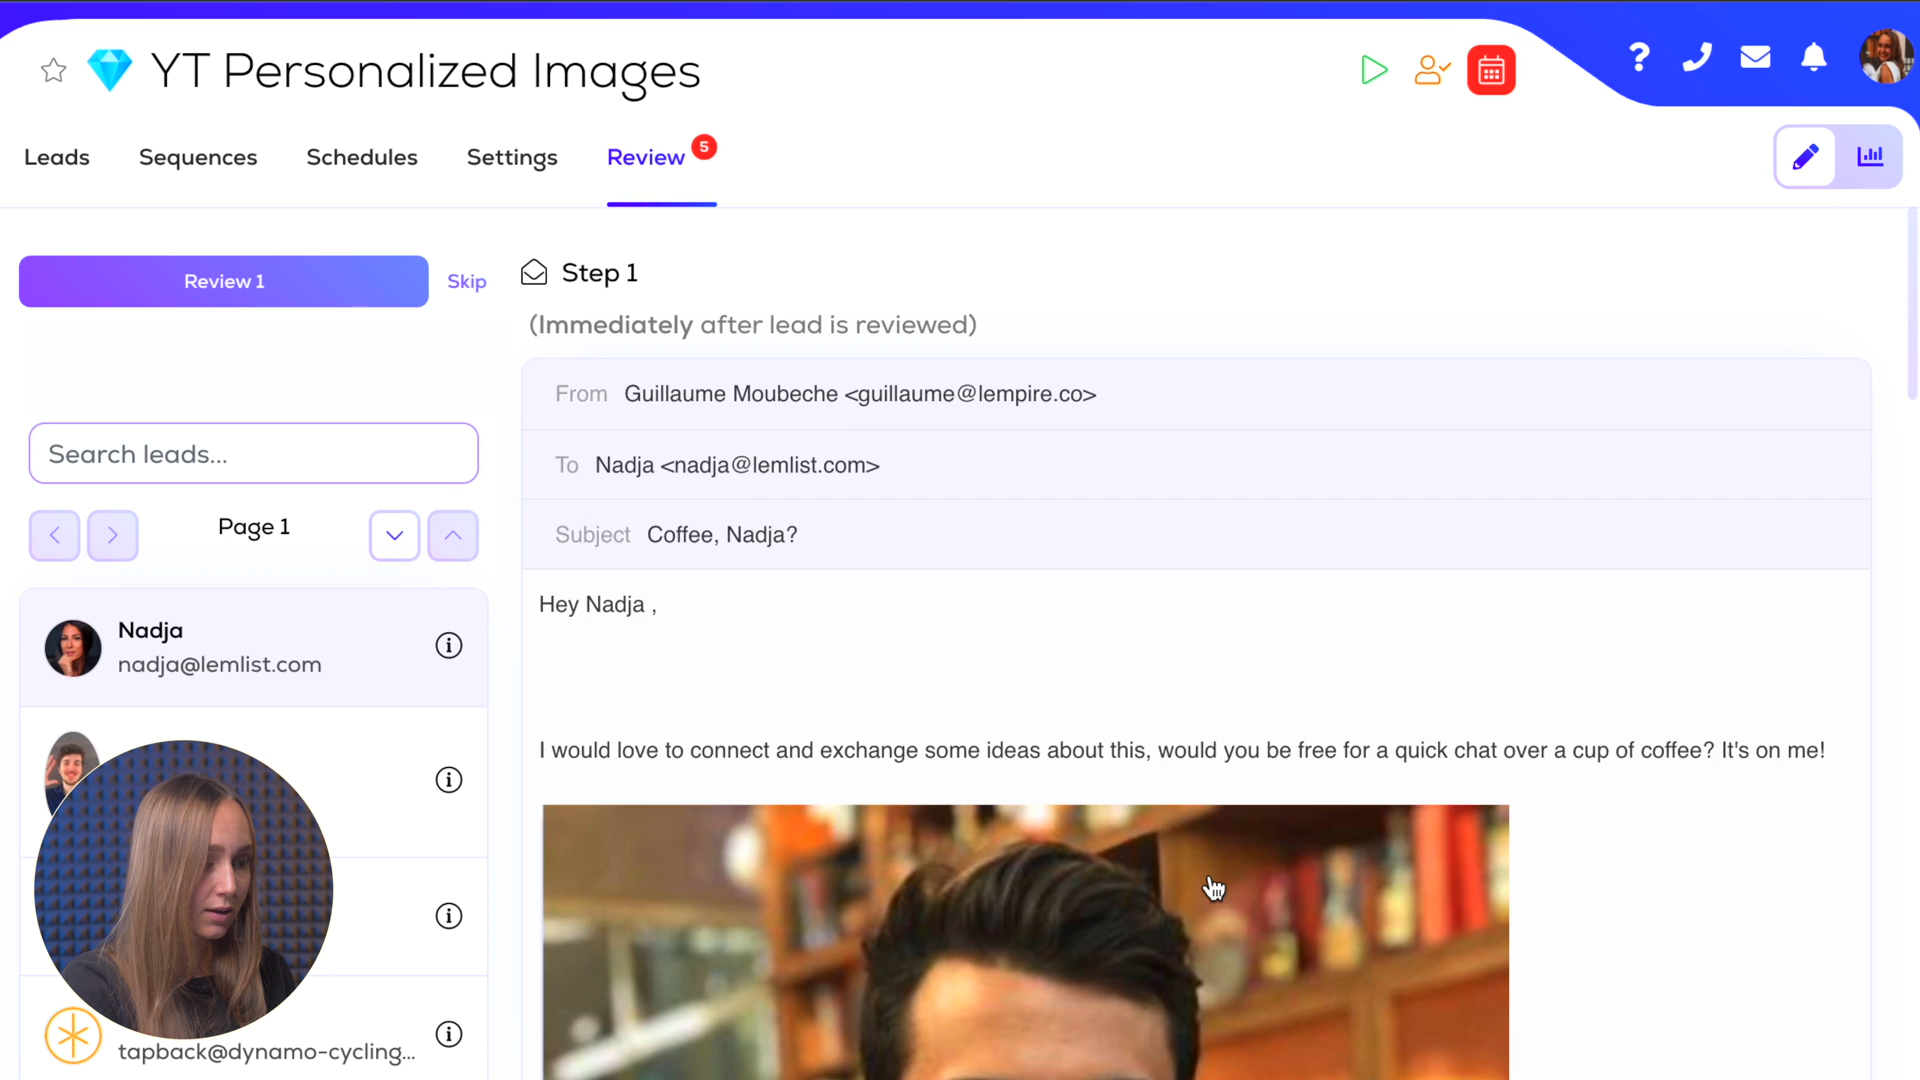 YT Personalized Images
Leads
Sequences
Schedules
Settings
Review
5
Review 1
Skip
Step 1
(Immediately after lead is reviewed)
From Guillaume Moubeche <guillaume@lempire.co>
To Nadja <nadja@lemlist.com>
Subject Coffee, Nadja?
Search leads...
Page 1
Hey Nadja ,
Nadja
nadja@lemlist.com
I would love to connect and exchange some ideas about this, would you be free for a quick chat over a cup of coffee? It's on me!
tapback@dynamo-cycling...